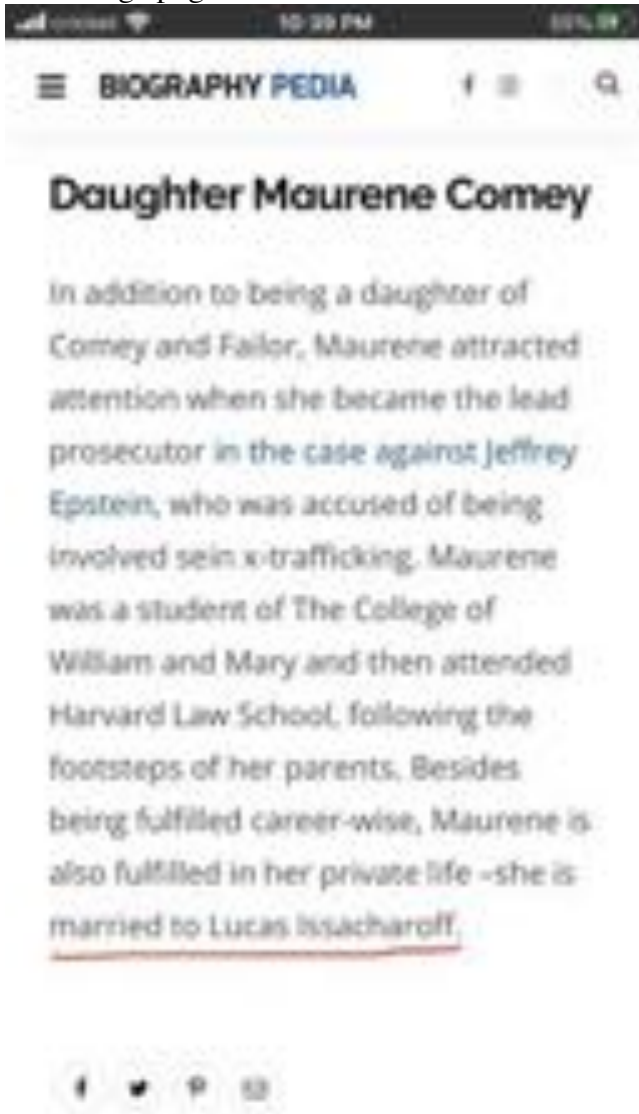 10:39 PM
BIOGRAPHY PEDIA
Daughter Maurene Comey
In addition to being a daughter of
Comey and Failor, Maurene attracted
attention when she became the lead
prosecutor in the case against Jeffrey
Epstein, who was accused of being
involved sein x-trafficking. Maurene
was a student of The College of
William and Mary and then attended
Harvard Law School, following the
footsteps of her parents. Besides
being fulfilled career-wise, Maurene is
also fulfilled in her private life –she is
married to Lucas Issacharoff.